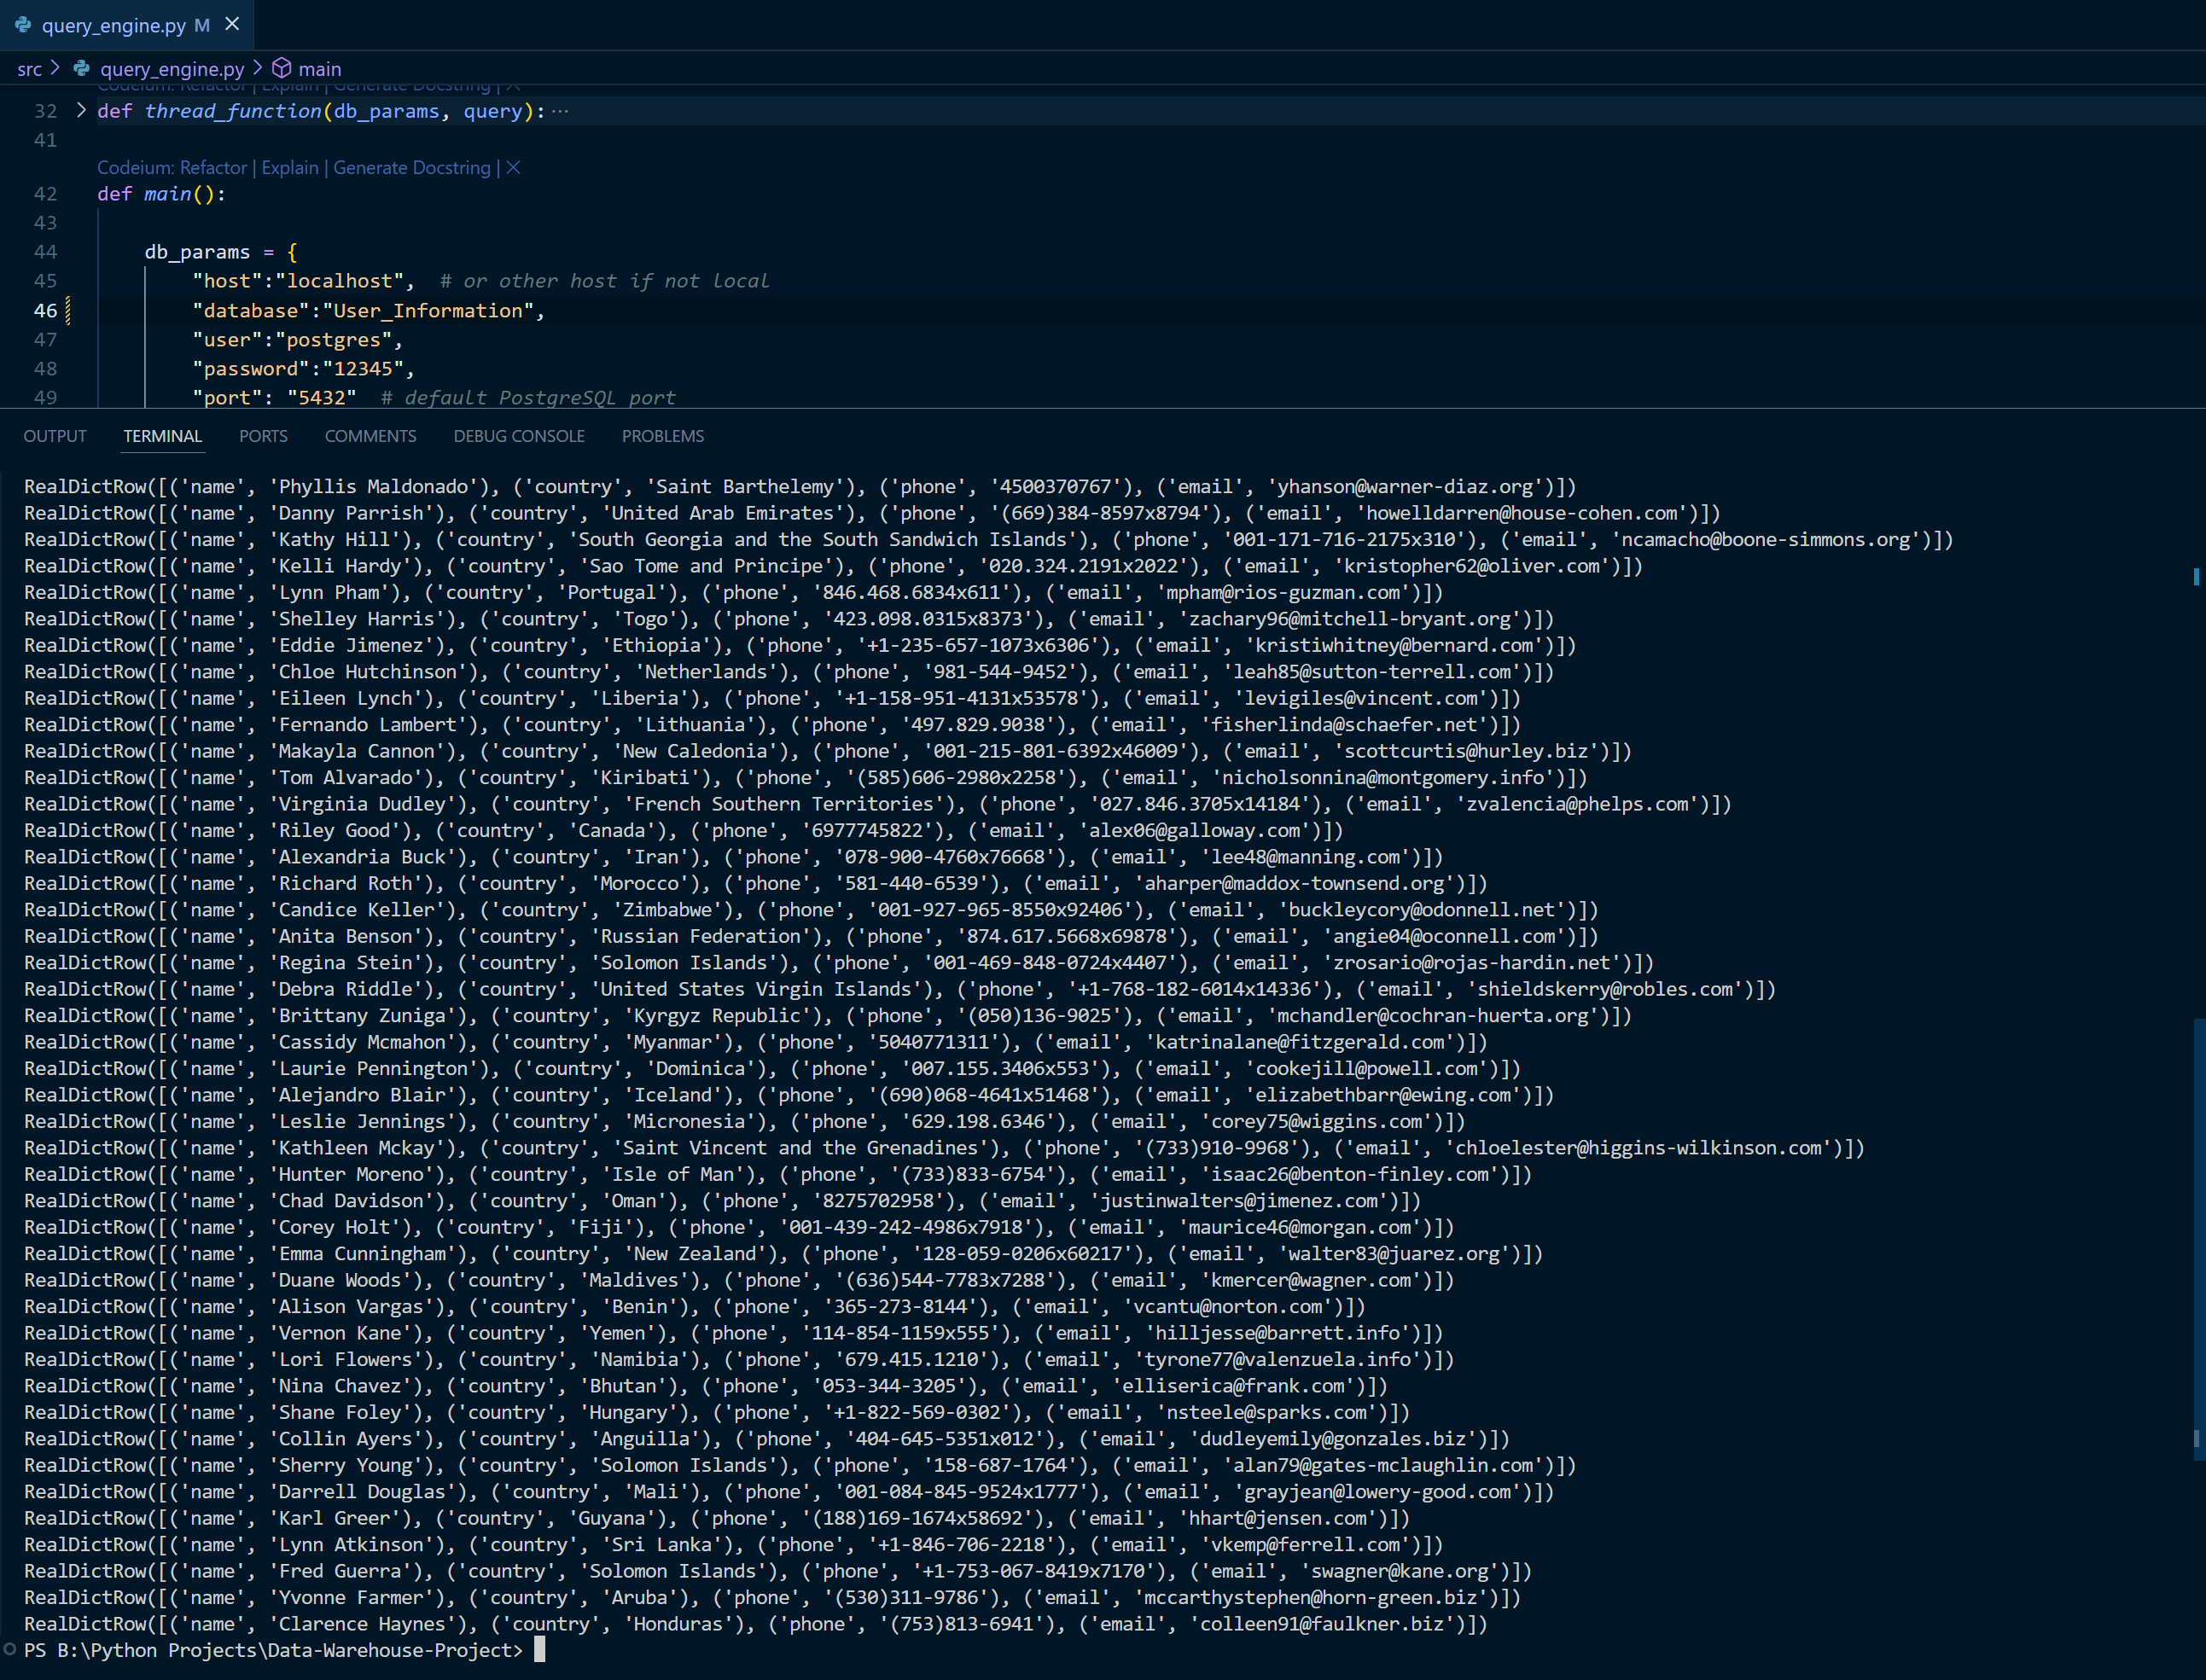 query_engine.py M
src > query_engine.py > main
Codeium: Refactor | Explain | Generate Docstring | X
32 > def thread_function(db_params, query): ...
41
Codeium: Refactor | Explain | Generate Docstring | X
42 def main():
43
44 db_params = {
45 "host":"localhost", # or other host if not local
46 "database":"User_Information",
47 "user":"postgres",
48 "password":"12345",
49 "port": "5432" # default PostgreSQL port
OUTPUT TERMINAL PORTS COMMENTS DEBUG CONSOLE PROBLEMS
RealDictRow([('name', 'Phyllis Maldonado'), ('country', 'Saint Barthelemy'), ('phone', '4500370767'), ('email', 'yhanson@warner-diaz.org')])
RealDictRow([('name', 'Danny Parrish'), ('country', 'United Arab Emirates'), ('phone', '(669)384-8597x8794'), ('email', 'howelldarren@house-cohen.com')])
RealDictRow([('name', 'Kathy Hill'), ('country', 'South Georgia and the South Sandwich Islands'), ('phone', '001-171-716-2175x310'), ('email', 'ncamacho@boone-simmons.org')])
RealDictRow([('name', 'Kelli Hardy'), ('country', 'Sao Tome and Principe'), ('phone', '020.324.2191x2022'), ('email', 'kristopher62@oliver.com')])
RealDictRow([('name', 'Lynn Pham'), ('country', 'Portugal'), ('phone', '846.468.6834x611'), ('email', 'mpham@rios-guzman.com')])
RealDictRow([('name', 'Shelley Harris'), ('country', 'Togo'), ('phone', '423.098.0315x8373'), ('email', 'zachary96@mitchell-bryant.org')])
RealDictRow([('name', 'Eddie Jimenez'), ('country', 'Ethiopia'), ('phone', '+1-235-657-1073x6306'), ('email', 'kristiwhitney@bernard.com')])
RealDictRow([('name', 'Chloe Hutchinson'), ('country', 'Netherlands'), ('phone', '981-544-9452'), ('email', 'leah85@sutton-terrell.com')])
RealDictRow([('name', 'Eileen Lynch'), ('country', 'Liberia'), ('phone', '+1-158-951-4131x53578'), ('email', 'levigiles@vincent.com')])
RealDictRow([('name', 'Fernando Lambert'), ('country', 'Lithuania'), ('phone', '497.829.9038'), ('email', 'fisherlinda@schaefer.net')])
RealDictRow([('name', 'Makayla Cannon'), ('country', 'New Caledonia'), ('phone', '001-215-801-6392x46009'), ('email', 'scottcurtis@hurley.biz')])
RealDictRow([('name', 'Tom Alvarado'), ('country', 'Kiribati'), ('phone', '(585)606-2980x2258'), ('email', 'nicholsonnina@montgomery.info')])
RealDictRow([('name', 'Virginia Dudley'), ('country', 'French Southern Territories'), ('phone', '027.846.3705x14184'), ('email', 'zvalencia@phelps.com')])
RealDictRow([('name', 'Riley Good'), ('country', 'Canada'), ('phone', '6977745822'), ('email', 'alex06@galloway.com')])
RealDictRow([('name', 'Alexandria Buck'), ('country', 'Iran'), ('phone', '078-900-4760x76668'), ('email', 'lee48@manning.com')])
RealDictRow([('name', 'Richard Roth'), ('country', 'Morocco'), ('phone', '581-440-6539'), ('email', 'aharper@maddox-townsend.org')])
RealDictRow([('name', 'Candice Keller'), ('country', 'Zimbabwe'), ('phone', '001-927-965-8550x92406'), ('email', 'buckleycory@odonnell.net')])
RealDictRow([('name', 'Anita Benson'), ('country', 'Russian Federation'), ('phone', '874.617.5668x69878'), ('email', 'angie04@oconnell.com')])
RealDictRow([('name', 'Regina Stein'), ('country', 'Solomon Islands'), ('phone', '001-469-848-0724x4407'), ('email', 'zrosario@rojas-hardin.net')])
RealDictRow([('name', 'Debra Riddle'), ('country', 'United States Virgin Islands'), ('phone', '+1-768-182-6014x14336'), ('email', 'shieldskerry@robles.com')])
RealDictRow([('name', 'Brittany Zuniga'), ('country', 'Kyrgyz Republic'), ('phone', '(050)136-9025'), ('email', 'mchandler@cochran-huerta.org')])
RealDictRow([('name', 'Cassidy Mcmahon'), ('country', 'Myanmar'), ('phone', '5040771311'), ('email', 'katrinalane@fitzgerald.com')])
RealDictRow([('name', 'Laurie Pennington'), ('country', 'Dominica'), ('phone', '007.155.3406x553'), ('email', 'cookejill@powell.com')])
RealDictRow([('name', 'Alejandro Blair'), ('country', 'Iceland'), ('phone', '(690)068-4641x51468'), ('email', 'elizabethbarr@ewing.com')])
RealDictRow([('name', 'Leslie Jennings'), ('country', 'Micronesia'), ('phone', '629.198.6346'), ('email', 'corey75@wiggins.com')])
RealDictRow([('name', 'Kathleen Mckay'), ('country', 'Saint Vincent and the Grenadines'), ('phone', '(733)910-9968'), ('email', 'chloelester@higgins-wilkinson.com')])
RealDictRow([('name', 'Hunter Moreno'), ('country', 'Isle of Man'), ('phone', '(733)833-6754'), ('email', 'isaac26@benton-finley.com')])
RealDictRow([('name', 'Chad Davidson'), ('country', 'Oman'), ('phone', '8275702958'), ('email', 'justinwalters@jimenez.com')])
RealDictRow([('name', 'Corey Holt'), ('country', 'Fiji'), ('phone', '001-439-242-4986x7918'), ('email', 'maurice46@morgan.com')])
RealDictRow([('name', 'Emma Cunningham'), ('country', 'New Zealand'), ('phone', '128-059-0206x60217'), ('email', 'walter83@juarez.org')])
RealDictRow([('name', 'Duane Woods'), ('country', 'Maldives'), ('phone', '(636)544-7783x7288'), ('email', 'kmercer@wagner.com')])
RealDictRow([('name', 'Alison Vargas'), ('country', 'Benin'), ('phone', '365-273-8144'), ('email', 'vcantu@norton.com')])
RealDictRow([('name', 'Vernon Kane'), ('country', 'Yemen'), ('phone', '114-854-1159x555'), ('email', 'hilljesse@barrett.info')])
RealDictRow([('name', 'Lori Flowers'), ('country', 'Namibia'), ('phone', '679.415.1210'), ('email', 'tyrone77@valenzuela.info')])
RealDictRow([('name', 'Nina Chavez'), ('country', 'Bhutan'), ('phone', '053-344-3205'), ('email', 'elliserica@frank.com')])
RealDictRow([('name', 'Shane Foley'), ('country', 'Hungary'), ('phone', '+1-822-569-0302'), ('email', 'nsteele@sparks.com')])
RealDictRow([('name', 'Collin Ayers'), ('country', 'Anguilla'), ('phone', '404-645-5351x012'), ('email', 'dudleyemily@gonzales.biz')])
RealDictRow([('name', 'Sherry Young'), ('country', 'Solomon Islands'), ('phone', '158-687-1764'), ('email', 'alan79@gates-mclaughlin.com')])
RealDictRow([('name', 'Darrell Douglas'), ('country', 'Mali'), ('phone', '001-084-845-9524x1777'), ('email', 'grayjean@lowery-good.com')])
RealDictRow([('name', 'Karl Greer'), ('country', 'Guyana'), ('phone', '(188)169-1674x58692'), ('email', 'hhart@jensen.com')])
RealDictRow([('name', 'Lynn Atkinson'), ('country', 'Sri Lanka'), ('phone', '+1-846-706-2218'), ('email', 'vkemp@ferrell.com')])
RealDictRow([('name', 'Fred Guerra'), ('country', 'Solomon Islands'), ('phone', '+1-753-067-8419x7170'), ('email', 'swagner@kane.org')])
RealDictRow([('name', 'Yvonne Farmer'), ('country', 'Aruba'), ('phone', '(530)311-9786'), ('email', 'mccarthystephen@horn-green.biz')])
RealDictRow([('name', 'Clarence Haynes'), ('country', 'Honduras'), ('phone', '(753)813-6941'), ('email', 'colleen91@faulkner.biz')])
PS B:\Python Projects\Data-Warehouse-Project>